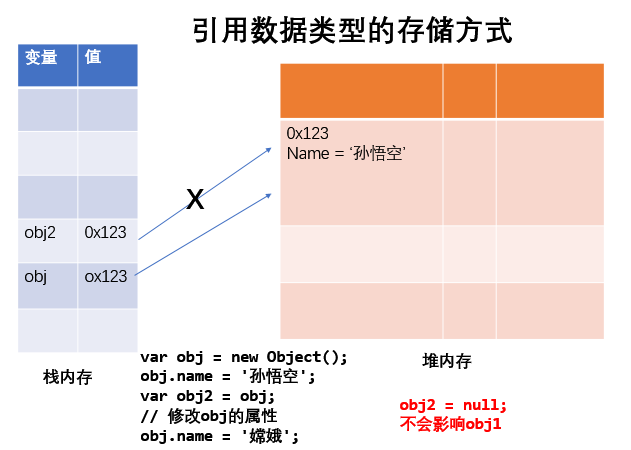 引用数据类型的存储方式
变量 值
obj2 0x123
obj ox123
栈内存
0x123
Name = ‘孙悟空’
X
堆内存
var obj = new Object();
obj.name = '孙悟空';
var obj2 = obj;
// 修改obj的属性
obj.name = '嫦娥';
obj2 = null;
不会影响obj1